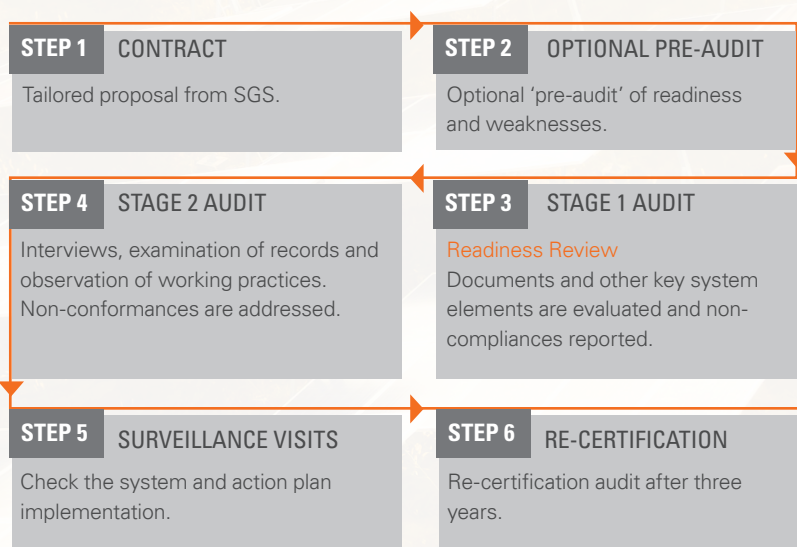 STEP 1 CONTRACT
Tailored proposal from SGS.
STEP 2 OPTIONAL PRE-AUDIT
Optional ‘pre-audit’ of readiness
and weaknesses.
STEP 3 STAGE 1 AUDIT
Readiness Review
Documents and other key system
elements are evaluated and non-
compliances reported.
STEP 4 STAGE 2 AUDIT
Interviews, examination of records and
observation of working practices.
Non-conformances are addressed.
STEP 5 SURVEILLANCE VISITS
Check the system and action plan
implementation.
STEP 6 RE-CERTIFICATION
Re-certification audit after three
years.